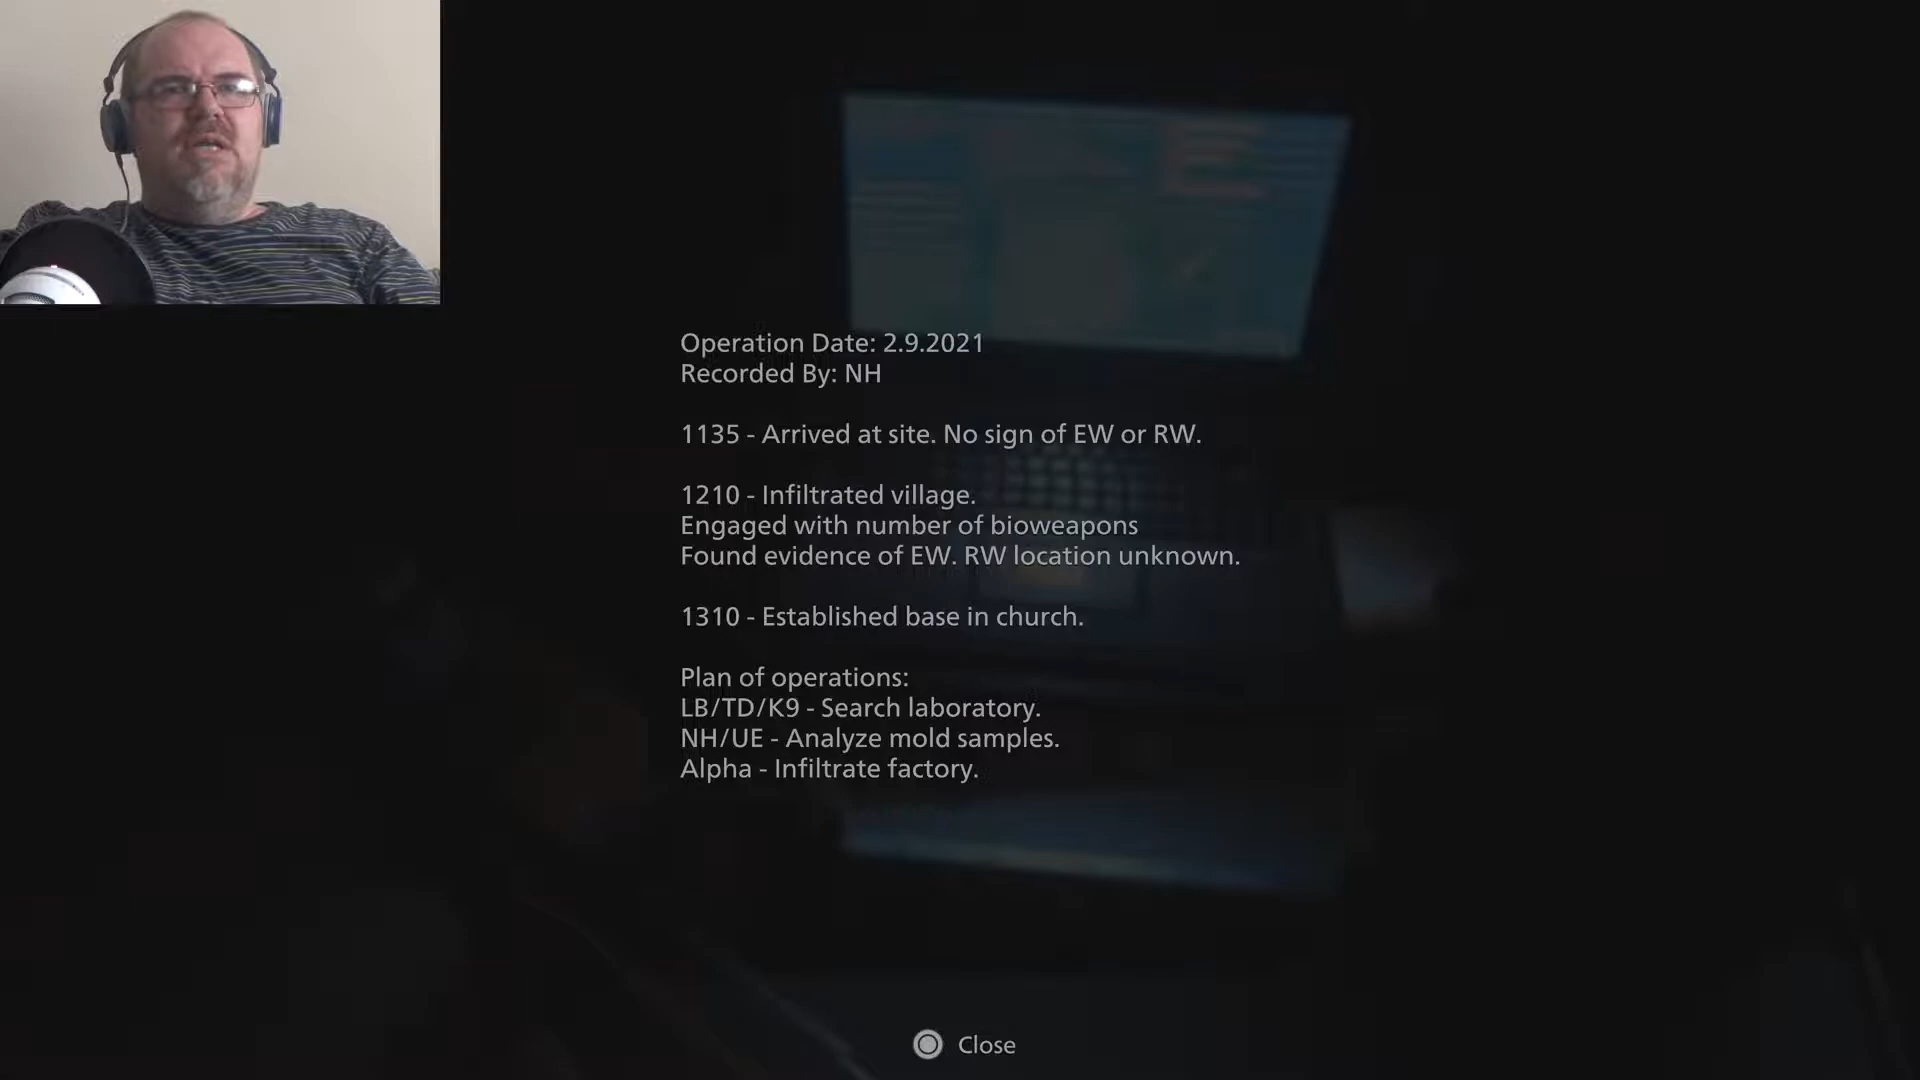 Operation Date: 2.9.2021
Recorded By: NH
1135 - Arrived at site. No sign of EW or RW.
1210 - Infiltrated village.
Engaged with number of bioweapons
Found evidence of EW. RW location unknown.
1310 - Established base in church.
Plan of operations:
LB/TD/K9 - Search laboratory.
NH/UE - Analyze mold samples.
Alpha - Infiltrate factory.
Close